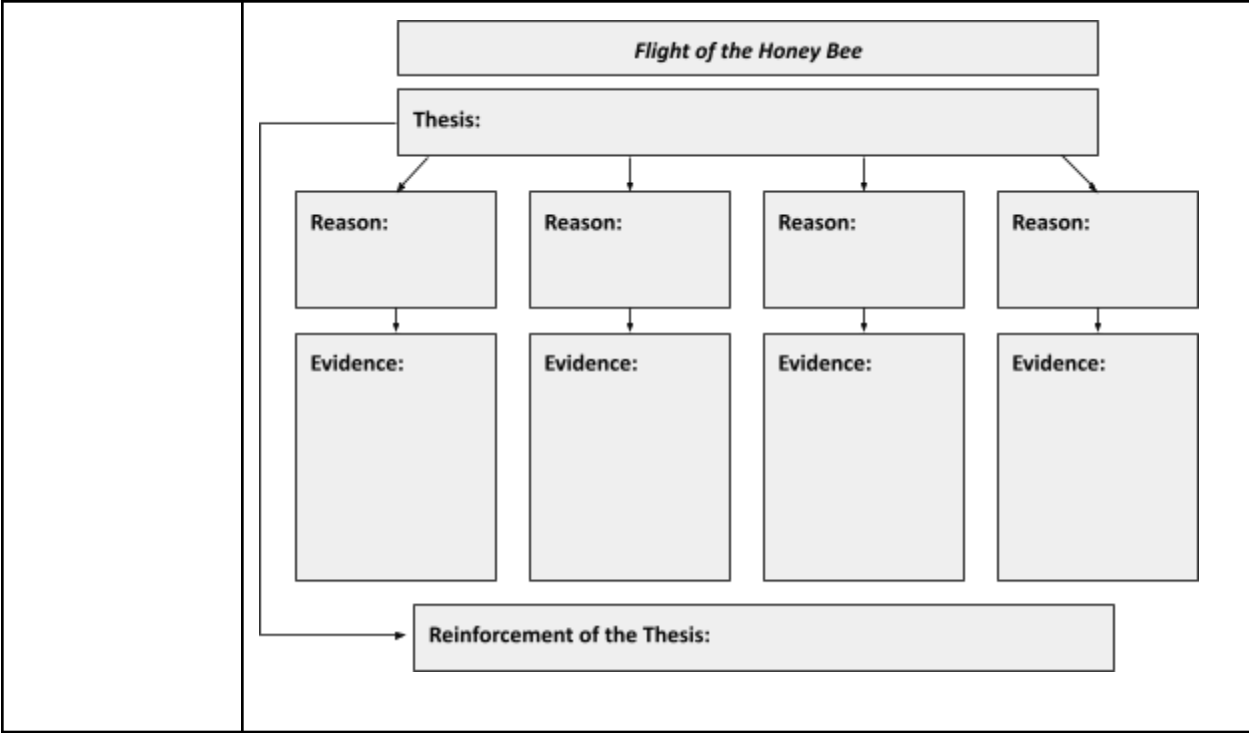 Flight of the Honey Bee
Thesis:
Reason:
Reason:
Reason:
Reason:
Evidence:
Evidence:
Evidence:
Evidence:
Reinforcement of the Thesis: